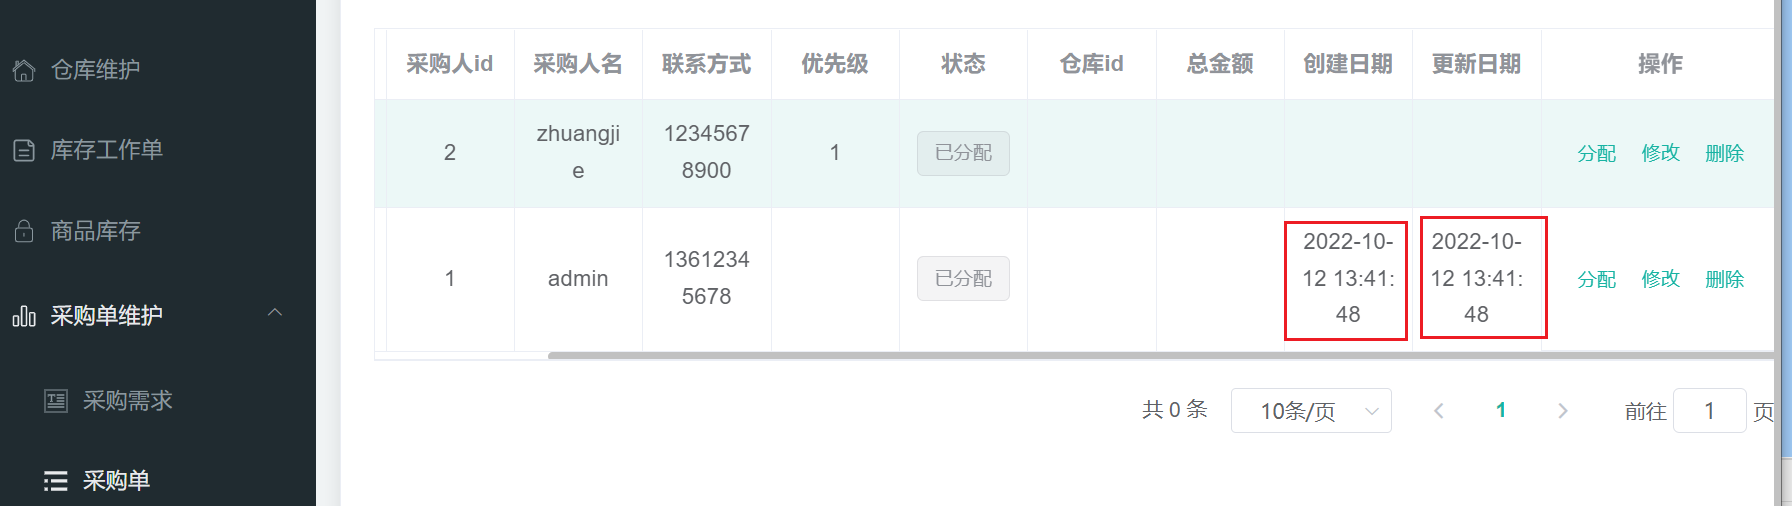 仓库维护
库存工作单
商品库存
采购单维护
采购需求
采购单
采购人id 采购人名 联系方式 优先级 状态 仓库id 总金额 创建日期 更新日期 操作
2 zhuangji 1234567 1 已分配 分配 修改 删除
e 8900
1 admin 1361234 已分配 2022-10- 2022-10- 分配 修改 删除
5678 12 13:41: 12 13:41:
48 48
共 0 条 10条/页 1 前往 1 页